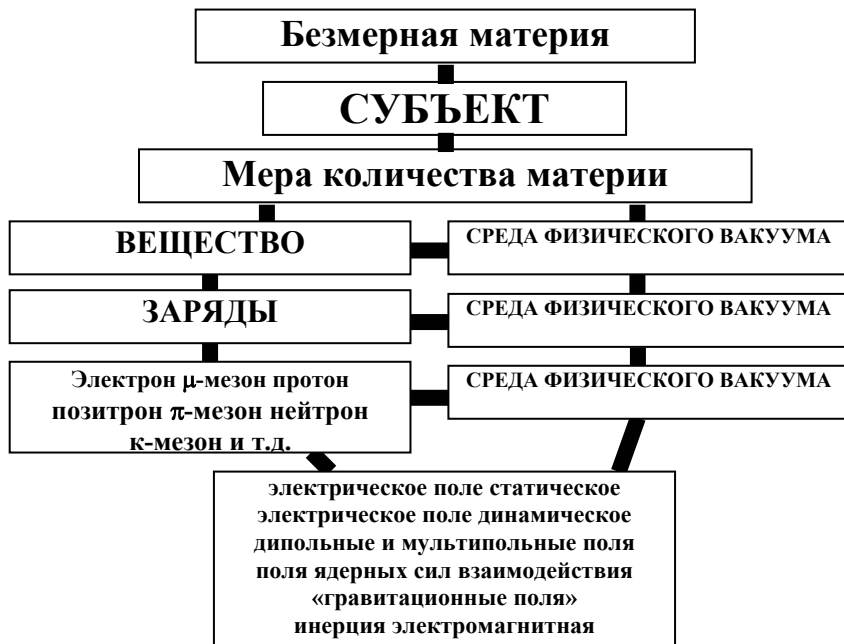 Безмерная материя
СУБЪЕКТ
Мера количества материи
ВЕЩЕСТВО
СРЕДА ФИЗИЧЕСКОГО ВАКУУМА
ЗАРЯДЫ
СРЕДА ФИЗИЧЕСКОГО ВАКУУМА
Электрон μ-мезон протон
позитрон π-мезон нейтрон
к-мезон и т.д.
СРЕДА ФИЗИЧЕСКОГО ВАКУУМА
электрическое поле статическое
электрическое поле динамическое
дипольные и мультипольные поля
поля ядерных сил взаимодействия
«гравитационные поля»
инерция электромагнитная